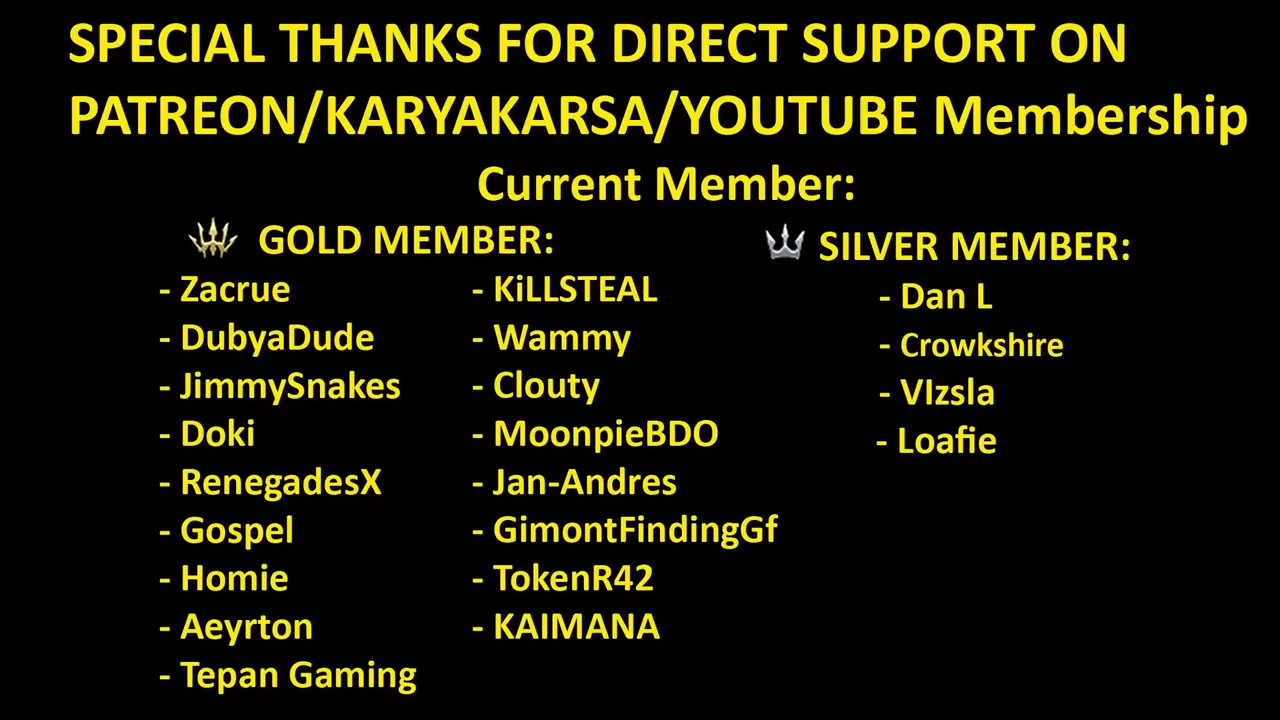 SPECIAL THANKS FOR DIRECT SUPPORT ON
PATREON/KARYAKARSA/YOUTUBE Membership
Current Member:
GOLD MEMBER:
- Zacrue
- DubyaDude
- JimmySnakes
- Doki
- RenegadesX
- Gospel
- Homie
- Aeyrton
- Tepan Gaming
- KiLLSTEAL
- Wammy
- Clouty
- MoonpieBDO
- Jan-Andres
- GimontFindingGf
- TokenR42
- KAIMANA
SILVER MEMBER:
- Dan L
- Crowkshire
- VIzsla
- Loafie